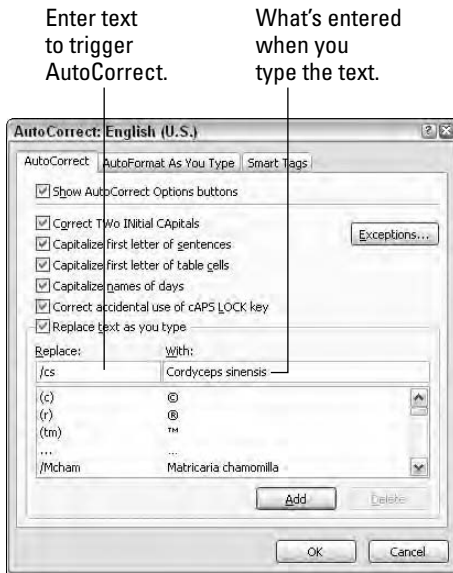 Enter text
to trigger
AutoCorrect.
What's entered
when you
type the text.
AutoCorrect: English (U.S.)
AutoCorrect
AutoFormat As You Type
Smart Tags
Show AutoCorrect Options buttons
Correct TWo INitial CApitals
Exceptions...
Capitalize first letter of sentences
Capitalize first letter of table cells
Capitalize names of days
Correct accidental use of cAPS LOCK key
Replace text as you type
Replace:
With:
/cs
Cordyceps sinensis
(c) ©
(r) ®
(tm) ™
... …
/Mcham Matricaria chamomilla
Add
Delete
OK
Cancel